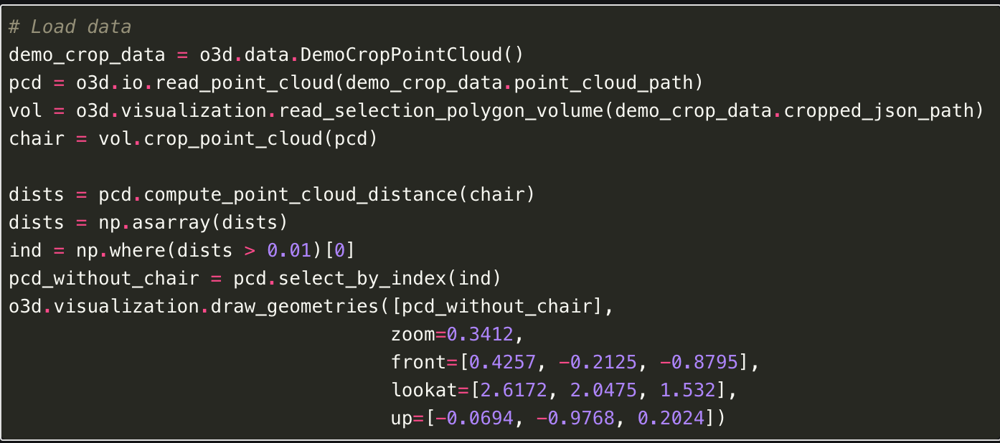 # Load data
demo_crop_data = o3d.data.DemoCropPointCloud()
pcd = o3d.io.read_point_cloud(demo_crop_data.point_cloud_path)
vol = o3d.visualization.read_selection_polygon_volume(demo_crop_data.cropped_json_path)
chair = vol.crop_point_cloud(pcd)

dists = pcd.compute_point_cloud_distance(chair)
dists = np.asarray(dists)
ind = np.where(dists > 0.01)[0]
pcd_without_chair = pcd.select_by_index(ind)
o3d.visualization.draw_geometries([pcd_without_chair],
                                  zoom=0.3412,
                                  front=[0.4257, -0.2125, -0.8795],
                                  lookat=[2.6172, 2.0475, 1.532],
                                  up=[-0.0694, -0.9768, 0.2024])